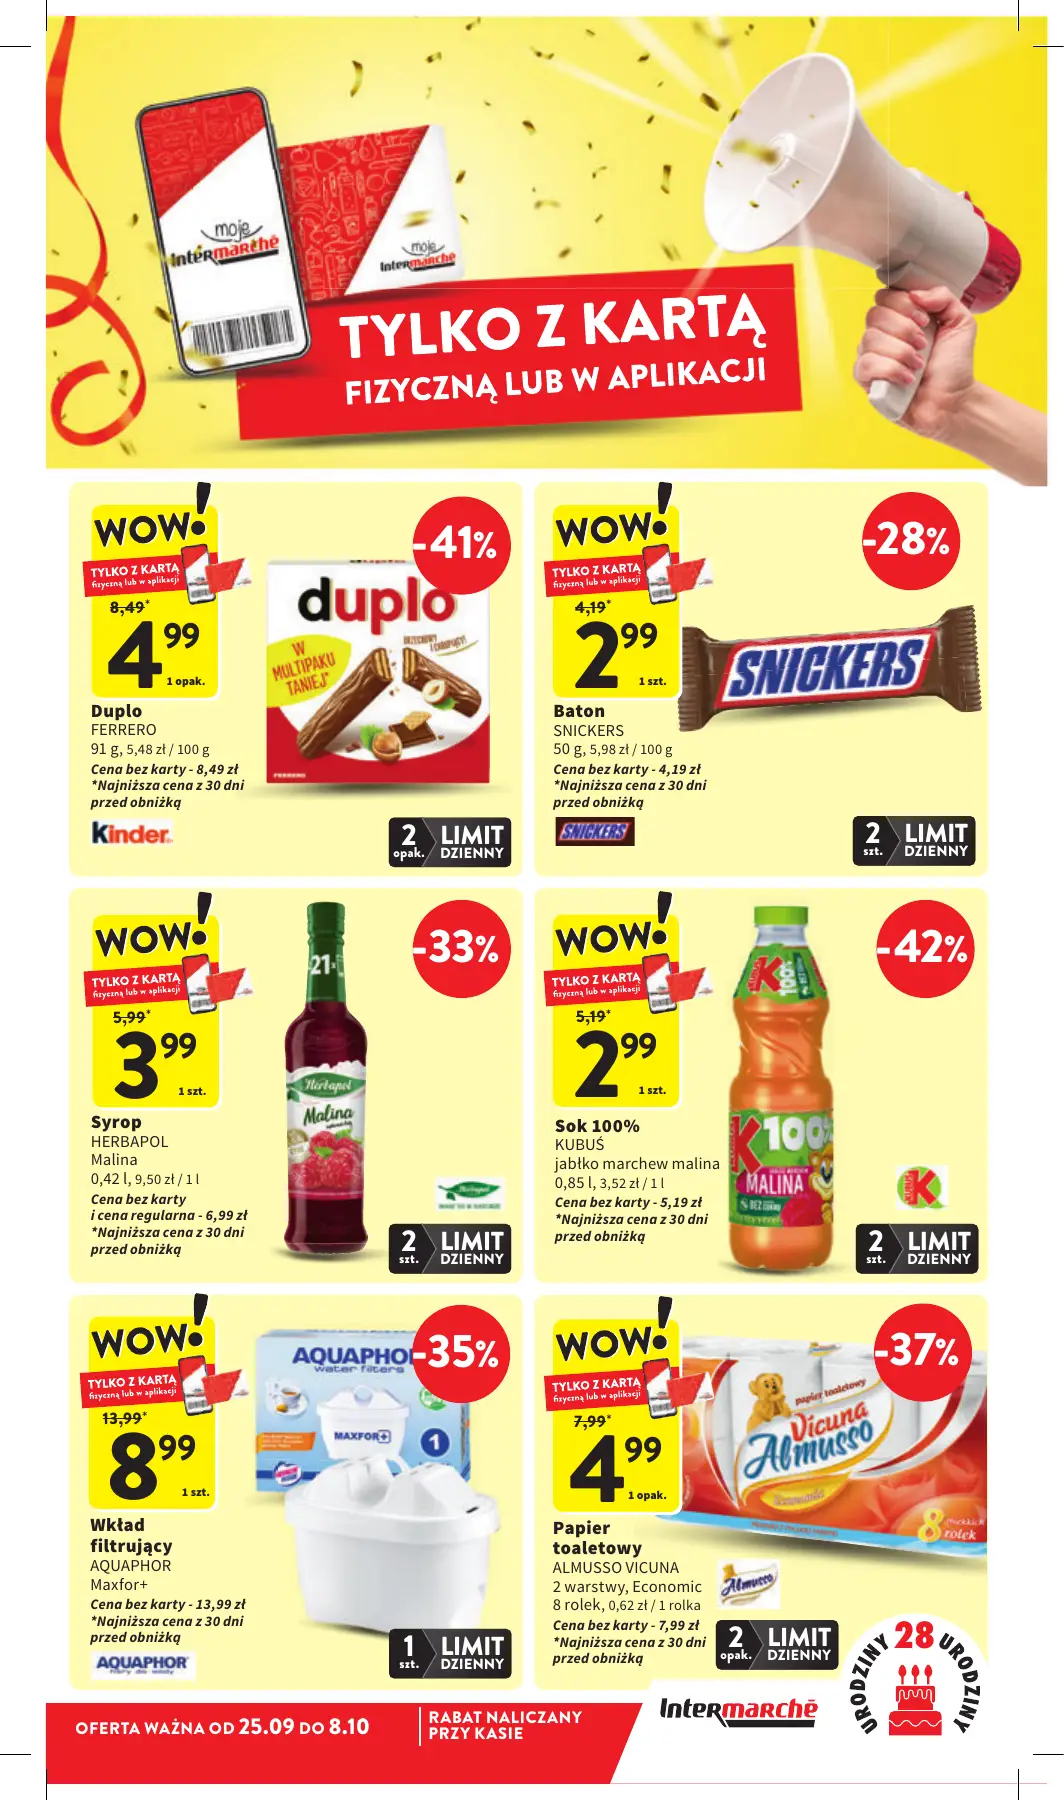 moje
Intermarché
moje
Intermarché
TYLKO Z KARTĄ
FIZYCZNĄ LUB W APLIKACJI
WOW!
TYLKO Z KARTĄ
fizyczną lub w aplikacji
8,49*
4 99
1 opak.
-41%
duplo
W
MULTIPAKU
TANIEJ*
FERRERO
Duplo
FERRERO
91 g, 5,48 zł / 100 g
Cena bez karty - 8,49 zł
*Najniższa cena z 30 dni
przed obniżką
Kinder
2 opak.
LIMIT
DZIENNY
WOW!
TYLKO Z KARTĄ
fizyczną lub w aplikacji
4,19*
2 99
1 szt.
-28%
SNICKERS
Baton
SNICKERS
50 g, 5,98 zł / 100 g
Cena bez karty - 4,19 zł
*Najniższa cena z 30 dni
przed obniżką
SNICKERS
2 szt.
LIMIT
DZIENNY
WOW!
TYLKO Z KARTĄ
fizyczną lub w aplikacji
5,99*
3 99
1 szt.
-33%
21x
Herbapol
Malina
Syrop
HERBAPOL
Malina
0,42 l, 9,50 zł / 1 l
Cena bez karty
i cena regularna - 6,99 zł
*Najniższa cena z 30 dni
przed obniżką
Herbapol
2 szt.
LIMIT
DZIENNY
WOW!
TYLKO Z KARTĄ
fizyczną lub w aplikacji
5,19*
2 99
1 szt.
-42%
KUBUŚ
100%
100%
MALINA
BEZ CUKRU
Sok 100%
KUBUŚ
jabłko marchew malina
0,85 l, 3,52 zł / 1 l
Cena bez karty - 5,19 zł
*Najniższa cena z 30 dni
przed obniżką
KUBUŚ
2 szt.
LIMIT
DZIENNY
WOW!
TYLKO Z KARTĄ
fizyczną lub w aplikacji
13,99*
8 99
1 szt.
-35%
AQUAPHOR
water filters
MAXFOR+
1
Wkład
filtrujący
AQUAPHOR
Maxfor+
Cena bez karty - 13,99 zł
*Najniższa cena z 30 dni
przed obniżką
AQUAPHOR
filtry do wody
1 szt.
LIMIT
DZIENNY
WOW!
TYLKO Z KARTĄ
fizyczną lub w aplikacji
7,99*
4 99
1 opak.
-37%
papier toaletowy
Vicuna
Almusso
Economic
8 rolek
Papier
toaletowy
ALMUSSO VICUNA
2 warstwy, Economic
8 rolek, 0,62 zł / 1 rolka
Cena bez karty - 7,99 zł
*Najniższa cena z 30 dni
przed obniżką
Almusso
2 opak.
LIMIT
DZIENNY
URODZINY 28 URODZINY
OFERTA WAŻNA OD 25.09 DO 8.10
RABAT NALICZANY
PRZY KASIE
Intermarché